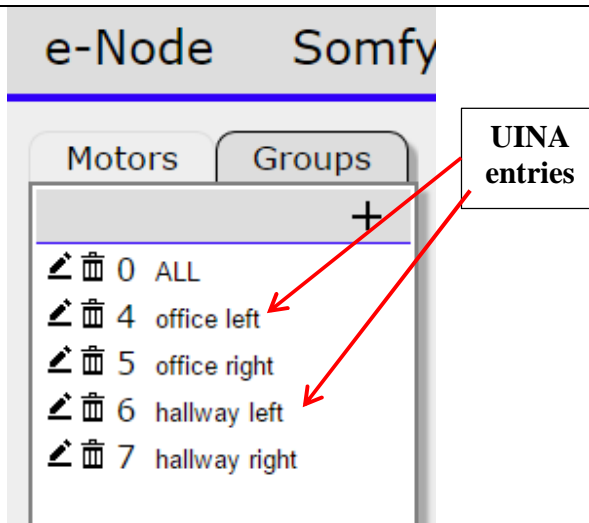 e-Node Somfy
Motors Groups
UINA
entries
+
0 ALL
4 office left
5 office right
6 hallway left
7 hallway right